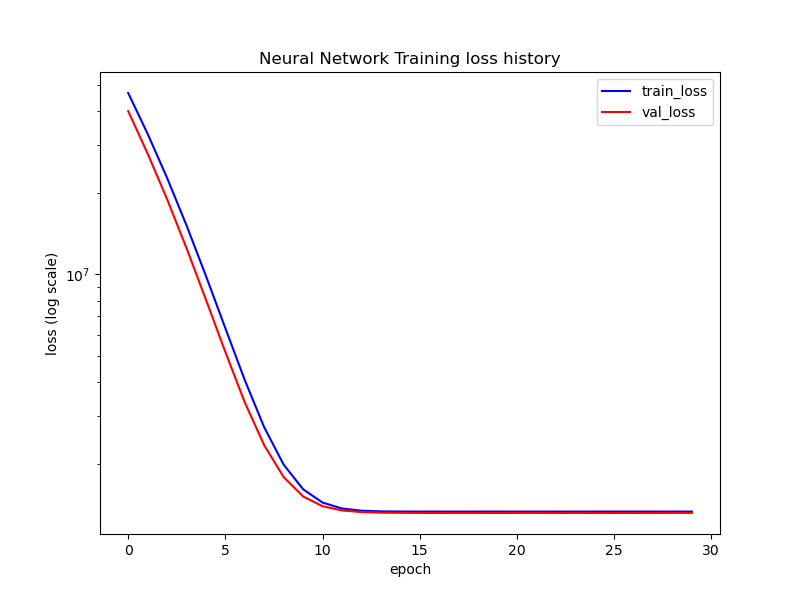 Neural Network Training loss history
train_loss
val_loss
loss (log scale)
10⁷
0 5 10 15 20 25 30
epoch